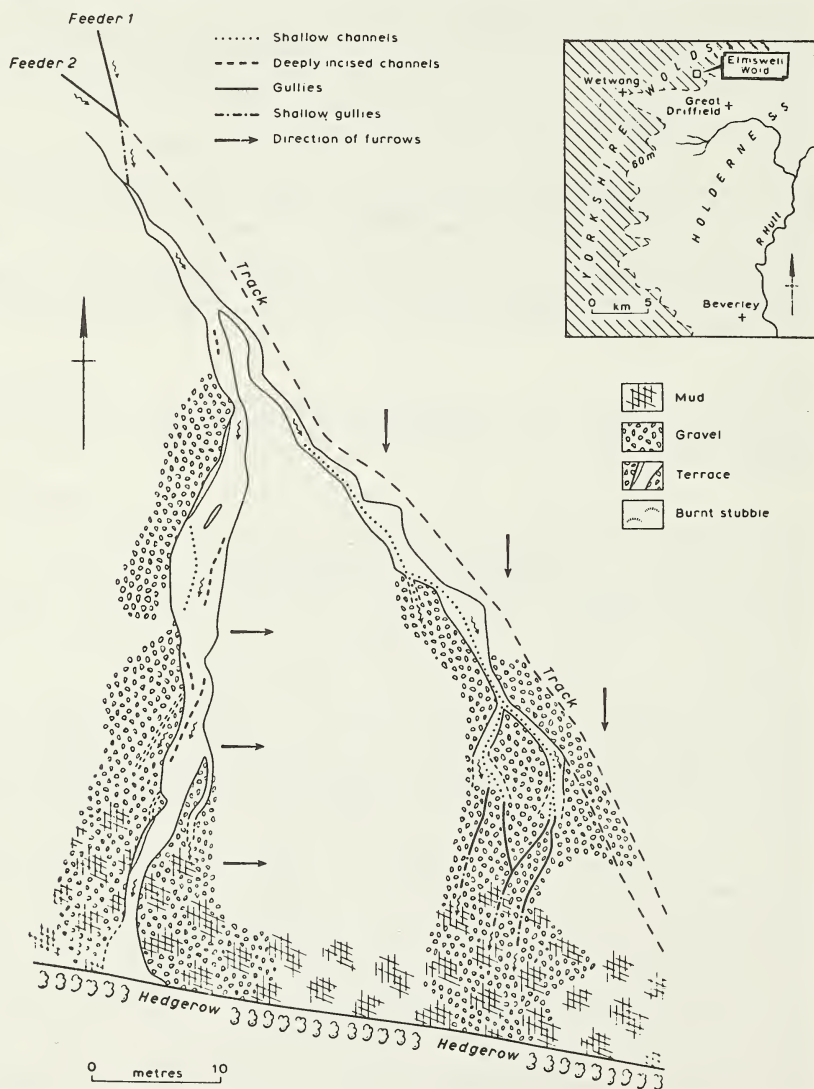 Feeder 1
Feeder 2
Shallow channels
Deeply incised channels
Gullies
Shallow gullies
Direction of furrows
YORKSHIRE WOLDS
Wetwang
Elmswell
Wold
Great
Driffield
60m
HOLDERNESS
R Hull
0 km 5
Beverley
Track
Mud
Gravel
Terrace
Burnt stubble
Track
Hedgerow
Hedgerow
0 metres 10